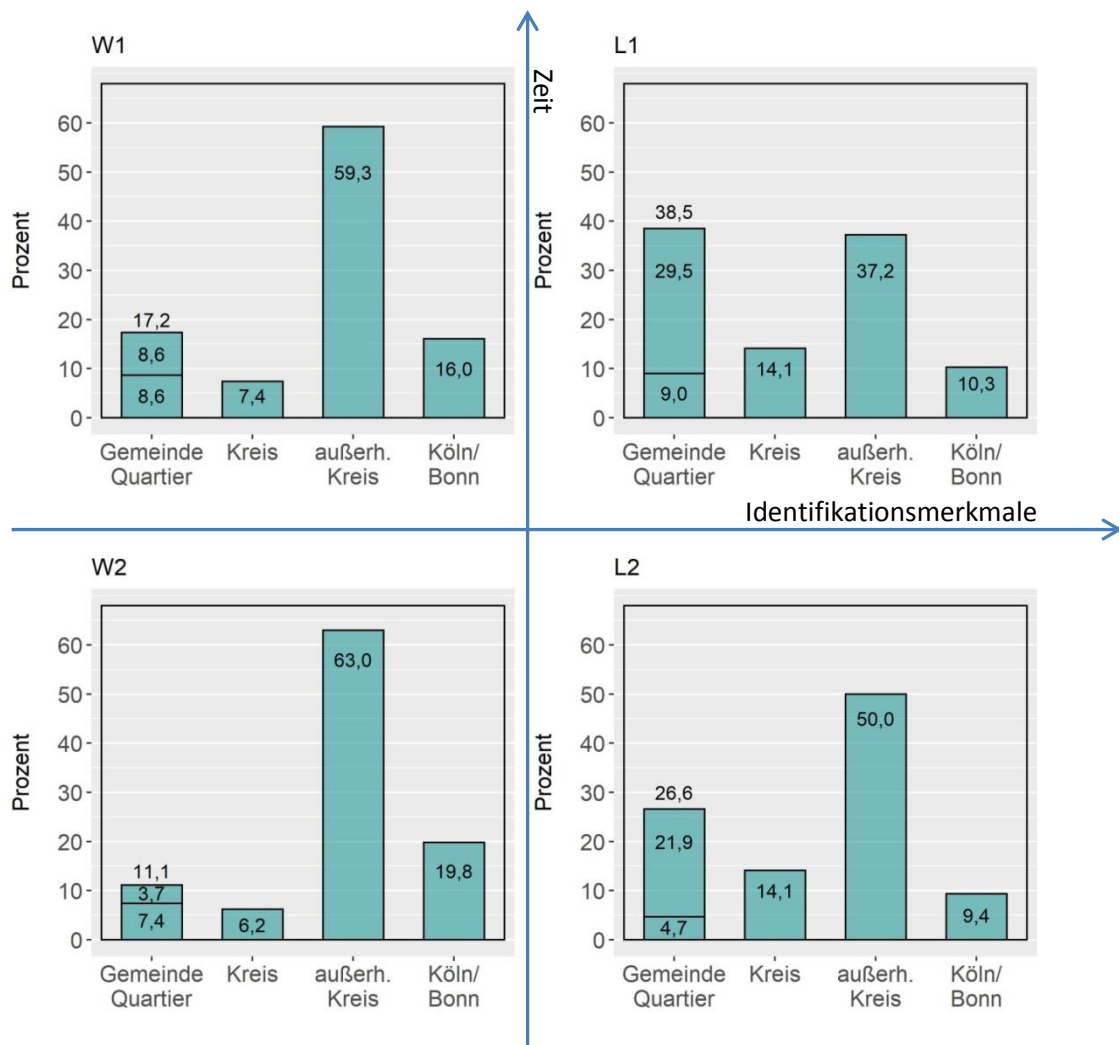 W1
Prozent
60
50
40
30
20
10
0
17,2
8,6
8,6
7,4
59,3
16,0
Gemeinde
Quartier
Kreis
außerh.
Kreis
Köln/
Bonn
Zeit
L1
Prozent
60
50
40
30
20
10
0
38,5
29,5
9,0
14,1
37,2
10,3
Gemeinde
Quartier
Kreis
außerh.
Kreis
Köln/
Bonn
Identifikationsmerkmale
W2
Prozent
60
50
40
30
20
10
0
11,1
3,7
7,4
6,2
63,0
19,8
Gemeinde
Quartier
Kreis
außerh.
Kreis
Köln/
Bonn
L2
Prozent
60
50
40
30
20
10
0
26,6
21,9
4,7
14,1
50,0
9,4
Gemeinde
Quartier
Kreis
außerh.
Kreis
Köln/
Bonn